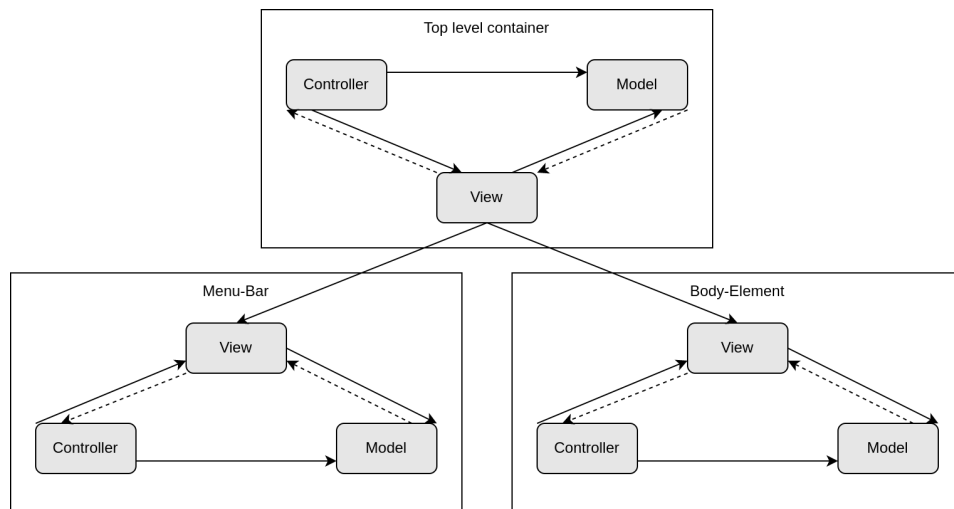 Top level container
Controller
Model
View
Menu-Bar
View
Controller
Model
Body-Element
View
Controller
Model